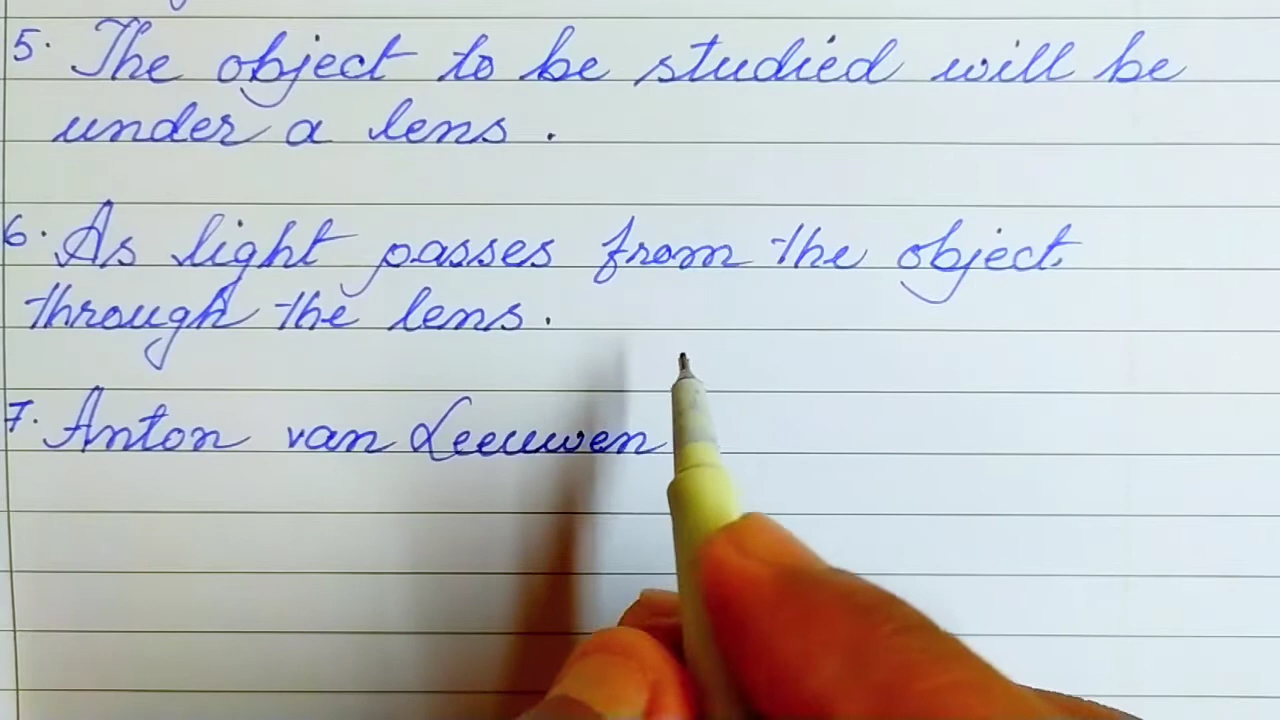 5. The object to be studied will be
under a lens.
6. As light passes from the object
through the lens.
7. Anton van Leeuwen